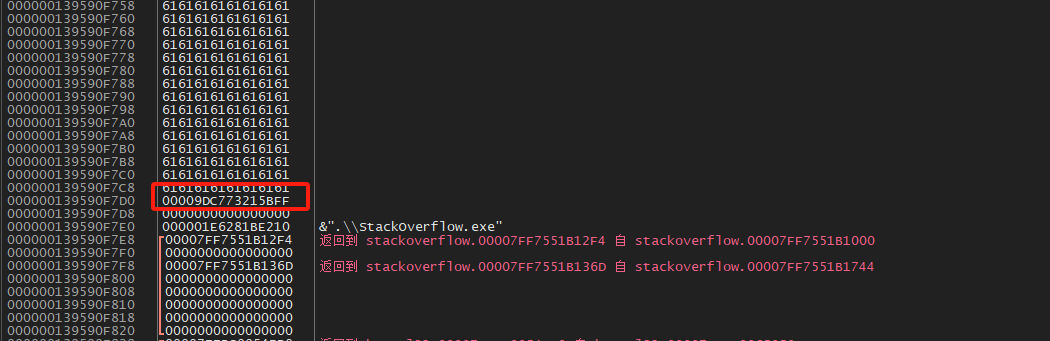 000000139590F758 6161616161616161
000000139590F760 6161616161616161
000000139590F768 6161616161616161
000000139590F770 6161616161616161
000000139590F778 6161616161616161
000000139590F780 6161616161616161
000000139590F788 6161616161616161
000000139590F790 6161616161616161
000000139590F798 6161616161616161
000000139590F7A0 6161616161616161
000000139590F7A8 6161616161616161
000000139590F7B0 6161616161616161
000000139590F7B8 6161616161616161
000000139590F7C0 6161616161616161
000000139590F7C8 6161616161616161
000000139590F7D0 00009DC773215BFF
000000139590F7D8 0000000000000000
000000139590F7E0 000001E6281BE210 &".\\StackOverflow.exe"
000000139590F7E8 00007FF7551B12F4 返回到 stackoverflow.00007FF7551B12F4 自 stackoverflow.00007FF7551B1000
000000139590F7F0 0000000000000000
000000139590F7F8 00007FF7551B136D 返回到 stackoverflow.00007FF7551B136D 自 stackoverflow.00007FF7551B1744
000000139590F800 0000000000000000
000000139590F808 0000000000000000
000000139590F810 0000000000000000
000000139590F818 0000000000000000
000000139590F820 0000000000000000